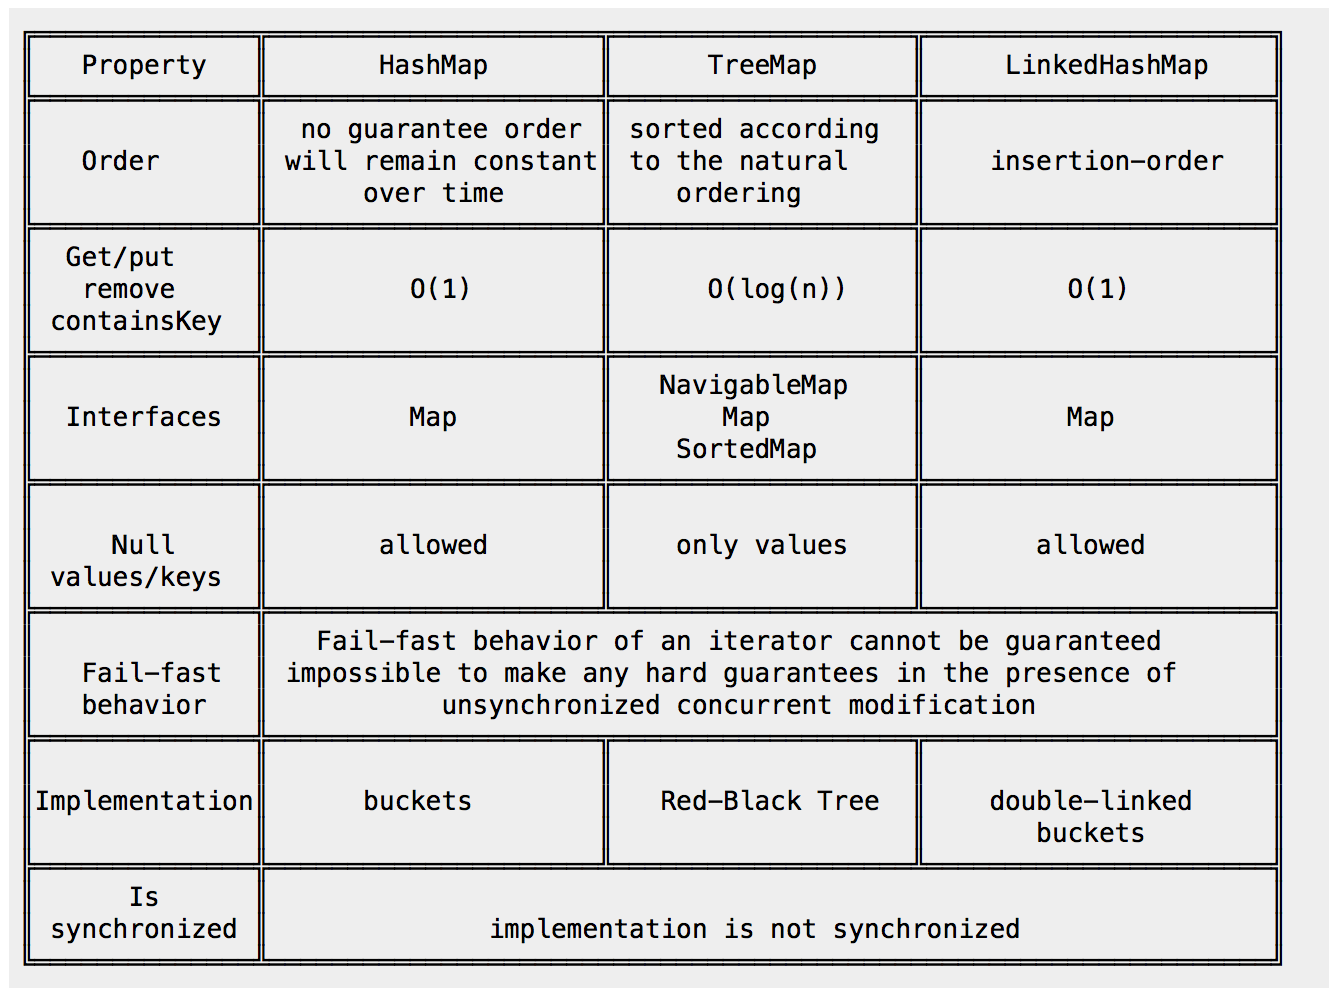 Property
HashMap
TreeMap
LinkedHashMap
Order
no guarantee order
will remain constant
over time
sorted according
to the natural
ordering
insertion-order
Get/put
remove
containsKey
O(1)
O(log(n))
O(1)
Interfaces
Map
NavigableMap
Map
SortedMap
Map
Null
values/keys
allowed
only values
allowed
Fail-fast
behavior
Fail-fast behavior of an iterator cannot be guaranteed
impossible to make any hard guarantees in the presence of
unsynchronized concurrent modification
Implementation
buckets
Red-Black Tree
double-linked
buckets
Is
synchronized
implementation is not synchronized